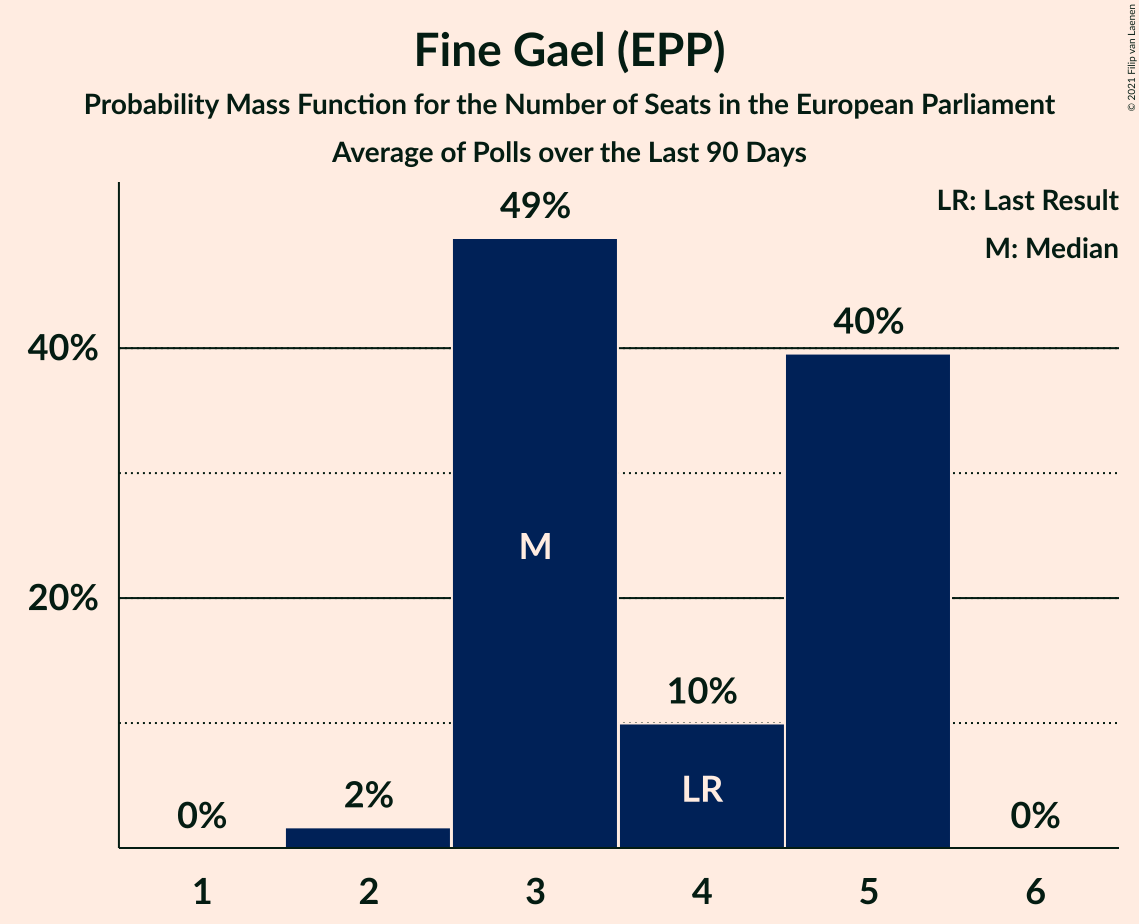 Fine Gael (EPP)
Probability Mass Function for the Number of Seats in the European Parliament
Average of Polls over the Last 90 Days
© 2021 Filip van Laenen
LR: Last Result
M: Median
49%
40%
40%
M
20%
10%
LR
2%
0%
0%
1 2 3 4 5 6